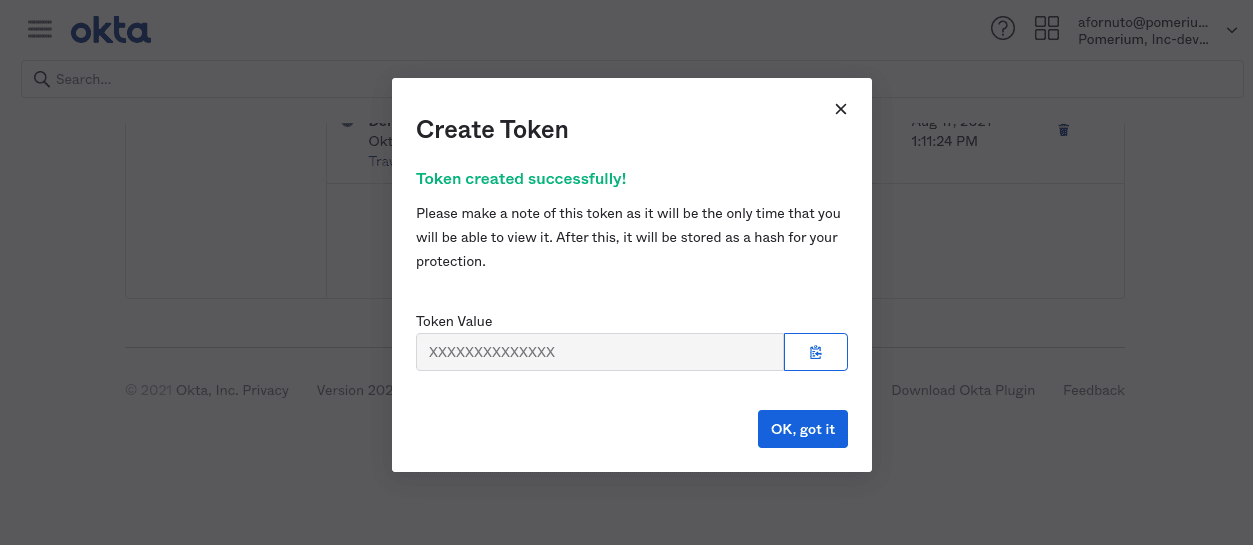 okta
afornuto@pomeriu...
Pomerium, Inc-dev...
Search...
Create Token
Token created successfully!
Please make a note of this token as it will be the only time that you
will be able to view it. After this, it will be stored as a hash for your
protection.
Token Value
XXXXXXXXXXXXXX
OK, got it
Okt
Trav
Aug 17, 2021
1:11:24 PM
© 2021 Okta, Inc. Privacy
Version 202
Download Okta Plugin
Feedback